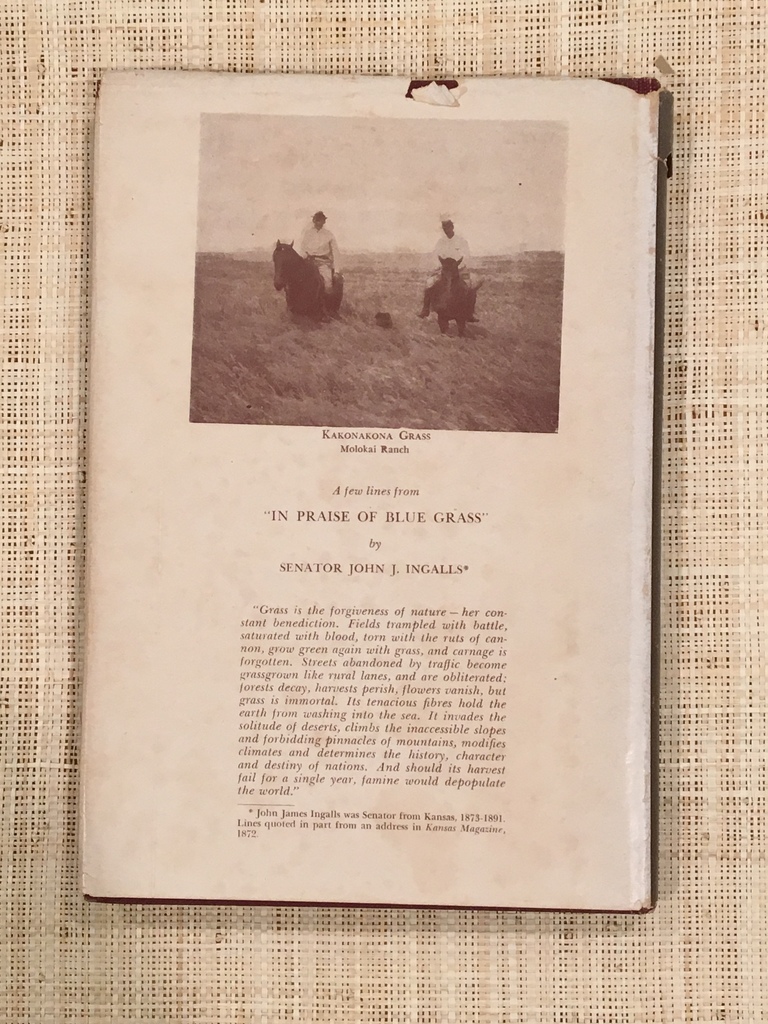 KAKONAKONA GRASS
Molokai Ranch
A few lines from
"IN PRAISE OF BLUE GRASS"
by
SENATOR JOHN J. INGALLS*
"Grass is the forgiveness of nature — her con-
stant benediction. Fields trampled with battle,
saturated with blood, torn with the ruts of can-
non, grow green again with grass, and carnage is
forgotten. Streets abandoned by traffic become
grassgrown like rural lanes, and are obliterated;
forests decay, harvests perish, flowers vanish, but
grass is immortal. Its tenacious fibres hold the
earth from washing into the sea. It invades the
solitude of deserts, climbs the inaccessible slopes
and forbidding pinnacles of mountains, modifies
climates and determines the history, character
and destiny of nations. And should its harvest
fail for a single year, famine would depopulate
the world."
* John James Ingalls was Senator from Kansas, 1873-1891.
Lines quoted in part from an address in Kansas Magazine,
1872.